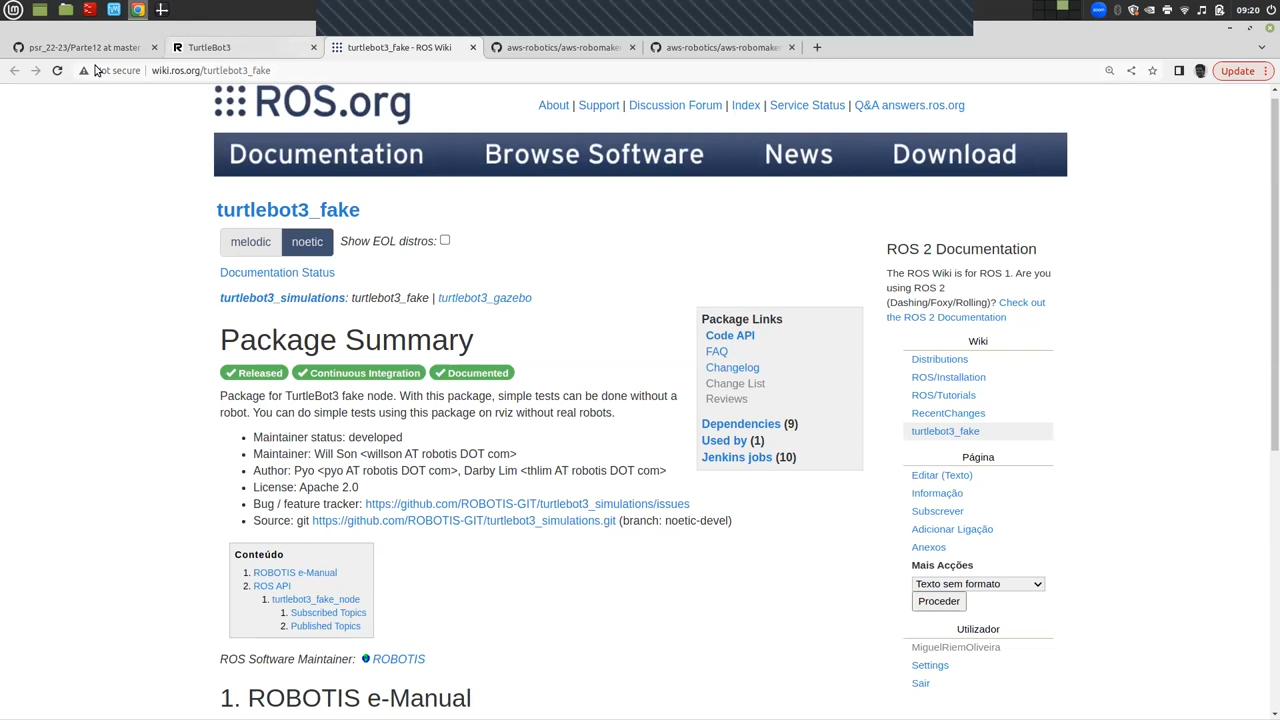 09:20
psr_22-23/Parte12 at master
TurtleBot3
turtlebot3_fake - ROS Wiki
aws-robotics/aws-robomake
aws-robotics/aws-robomake
secure
wiki.ros.org/turtlebot3_fake
Update
ROS.org
About | Support | Discussion Forum | Index | Service Status | Q&A answers.ros.org
Documentation Browse Software News Download
turtlebot3_fake
melodic noetic Show EOL distros:
Documentation Status
turtlebot3_simulations: turtlebot3_fake | turtlebot3_gazebo
Package Summary
Released Continuous Integration Documented
Package for TurtleBot3 fake node. With this package, simple tests can be done without a
robot. You can do simple tests using this package on rviz without real robots.
Maintainer status: developed
Maintainer: Will Son <willson AT robotis DOT com>
Author: Pyo <pyo AT robotis DOT com>, Darby Lim <thlim AT robotis DOT com>
License: Apache 2.0
Bug / feature tracker: https://github.com/ROBOTIS-GIT/turtlebot3_simulations/issues
Source: git https://github.com/ROBOTIS-GIT/turtlebot3_simulations.git (branch: noetic-devel)
Package Links
Code API
FAQ
Changelog
Change List
Reviews
Dependencies (9)
Used by (1)
Jenkins jobs (10)
Conteúdo
1. ROBOTIS e-Manual
2. ROS API
1. turtlebot3_fake_node
1. Subscribed Topics
2. Published Topics
ROS Software Maintainer: ROBOTIS
1. ROBOTIS e-Manual
ROS 2 Documentation
The ROS Wiki is for ROS 1. Are you
using ROS 2
(Dashing/Foxy/Rolling)? Check out
the ROS 2 Documentation
Wiki
Distributions
ROS/Installation
ROS/Tutorials
RecentChanges
turtlebot3_fake
Página
Editar (Texto)
Informação
Subscrever
Adicionar Ligação
Anexos
Mais Acções
Texto sem formato
Proceder
Utilizador
MiguelRiemOliveira
Settings
Sair